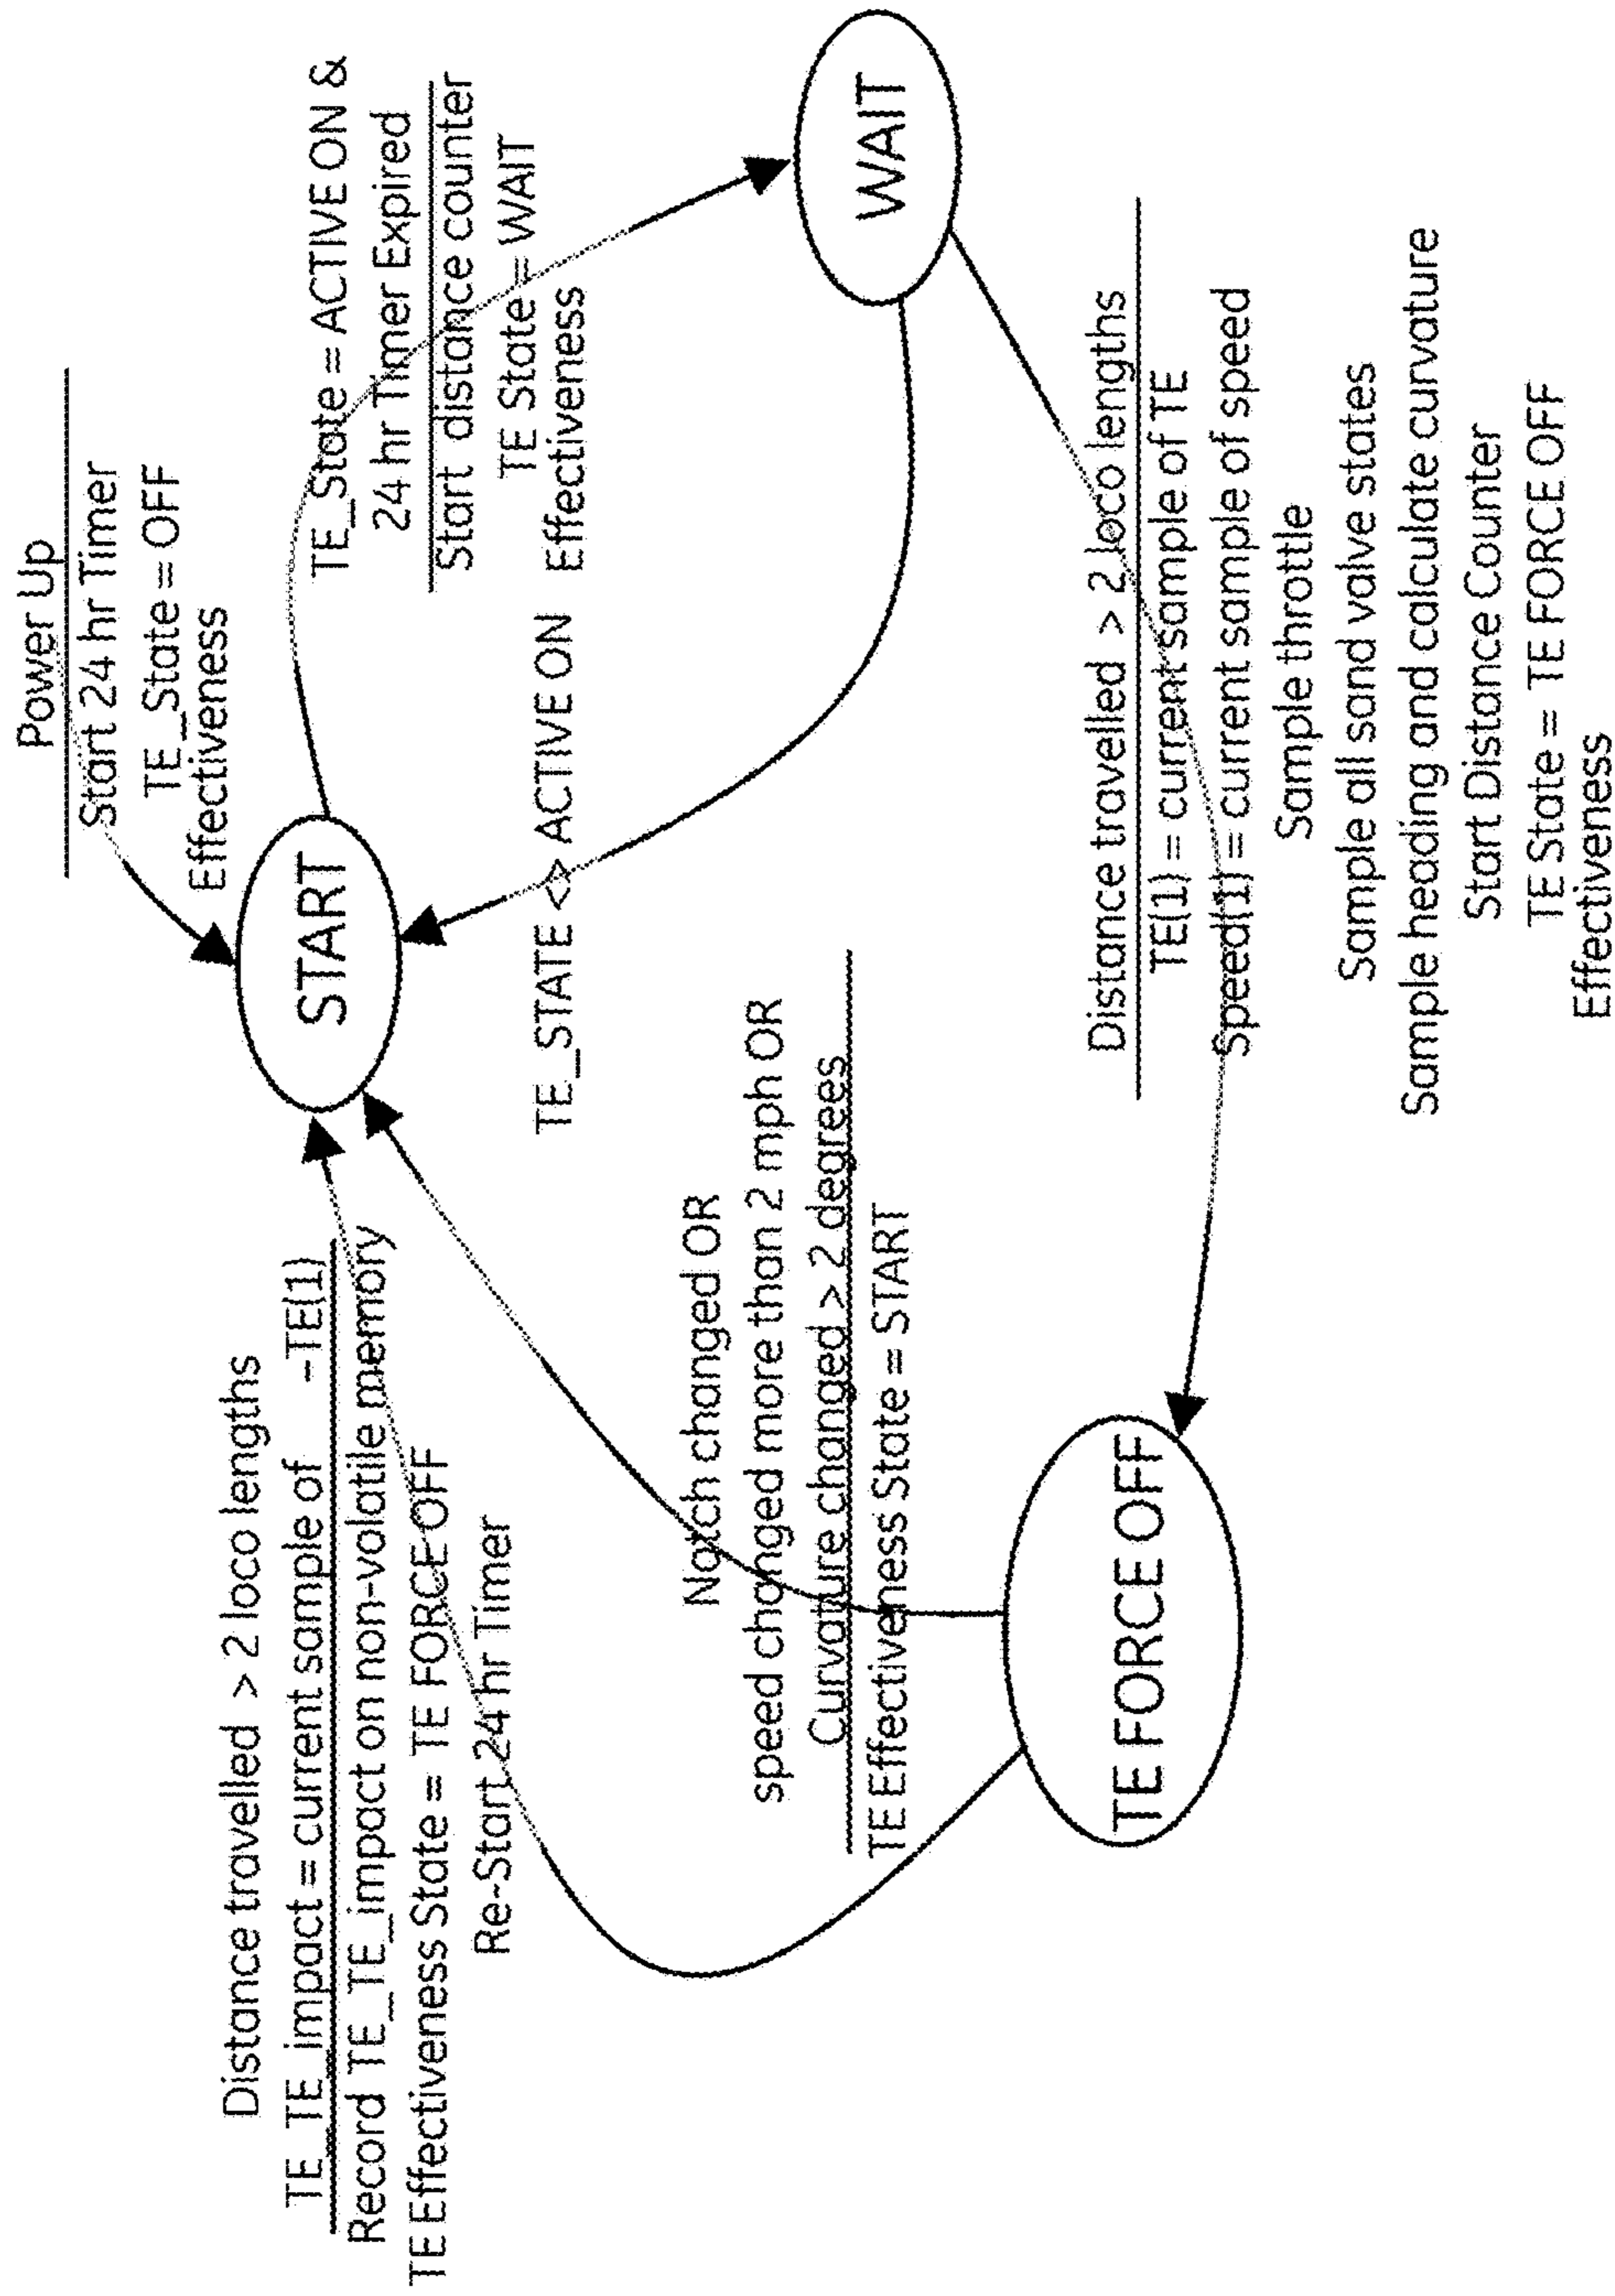 Power Up
Start 24 hr Timer
TE_State = OFF
Effectiveness
START
TE_State = ACTIVE ON &
24 hr Timer Expired
Start distance counter
TE State = WAIT
Effectiveness
WAIT
TE_STATE <> ACTIVE ON
Distance travelled > 2 loco lengths
TE_TE_impact = current sample of -TE(1)
Record TE_TE_impact on non-volatile memory
TE Effectiveness State = TE FORCE OFF
Re-Start 24 hr Timer
Notch changed OR
speed changed more than 2 mph OR
Curvature changed > 2 degrees
TE Effectiveness State = START
TE FORCE OFF
Distance travelled > 2 loco lengths
TE(1) = current sample of TE
Speed(1) = current sample of speed
Sample throttle
Sample all sand valve states
Sample heading and calculate curvature
Start Distance Counter
TE State = TE FORCE OFF
Effectiveness